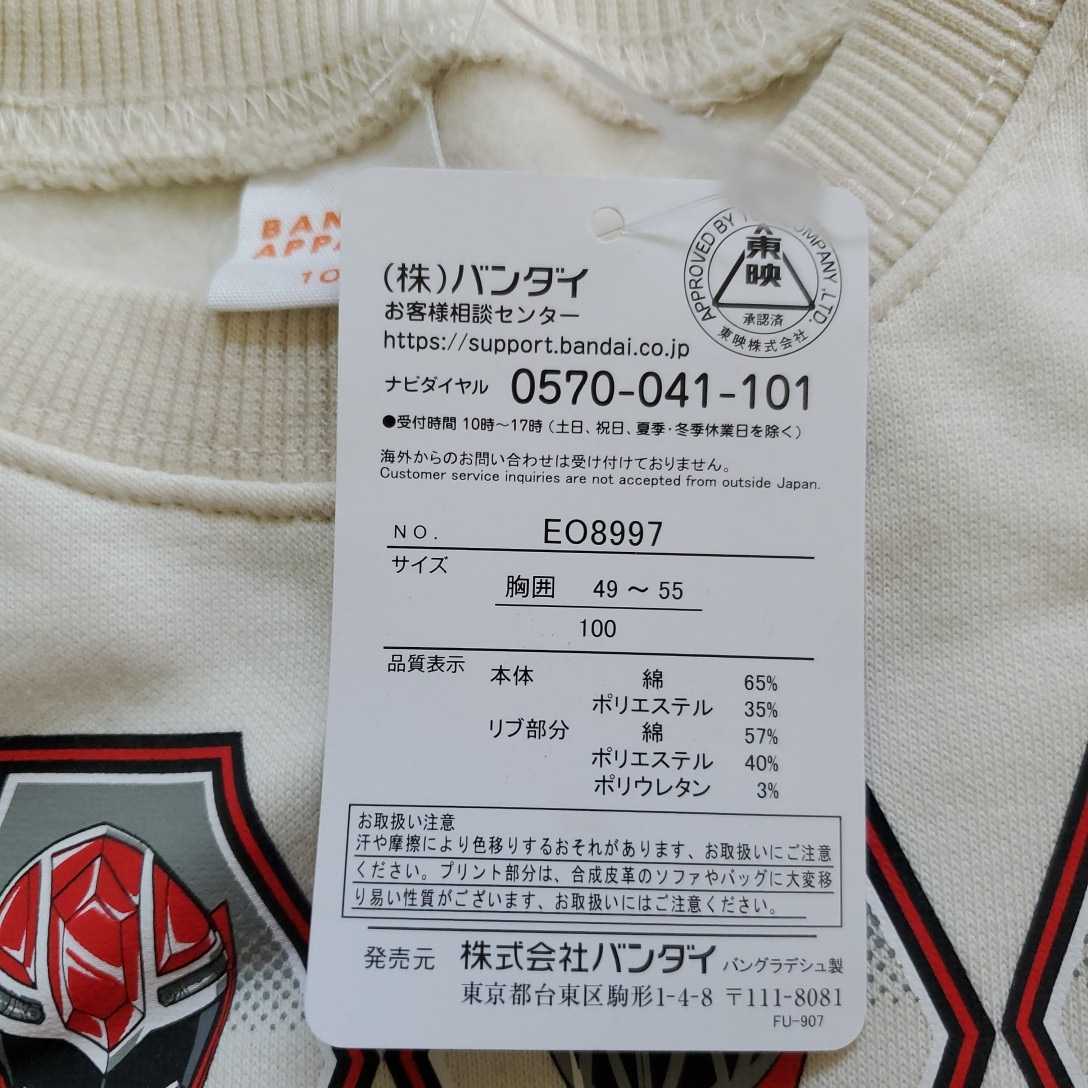 BAN
APPA
10
(株)バンダイ
お客様相談センター
https://support.bandai.co.jp
ナビダイヤル 0570-041-101
●受付時間 10時～17時(土日、祝日、夏季・冬季休業日を除く)
海外からのお問い合わせは受け付けておりません。
Customer service inquiries are not accepted from outside Japan.
APPROVED BY T COMPANY.,LTD.
東映
承認済
東映株式会社
NO. EO8997
サイズ
胸囲 49 ～ 55
100
品質表示 本体 綿 65%
ポリエステル 35%
リブ部分 綿 57%
ポリエステル 40%
ポリウレタン 3%
お取扱い注意
汗や摩擦により色移りするおそれがあります、お取扱いにご注意
ください。プリント部分は、合成皮革のソファやバッグに大変移
り易い性質がございます、お取扱いにはご注意ください。
発売元 株式会社バンダイ バングラデシュ製
東京都台東区駒形1-4-8 〒111-8081
FU-907